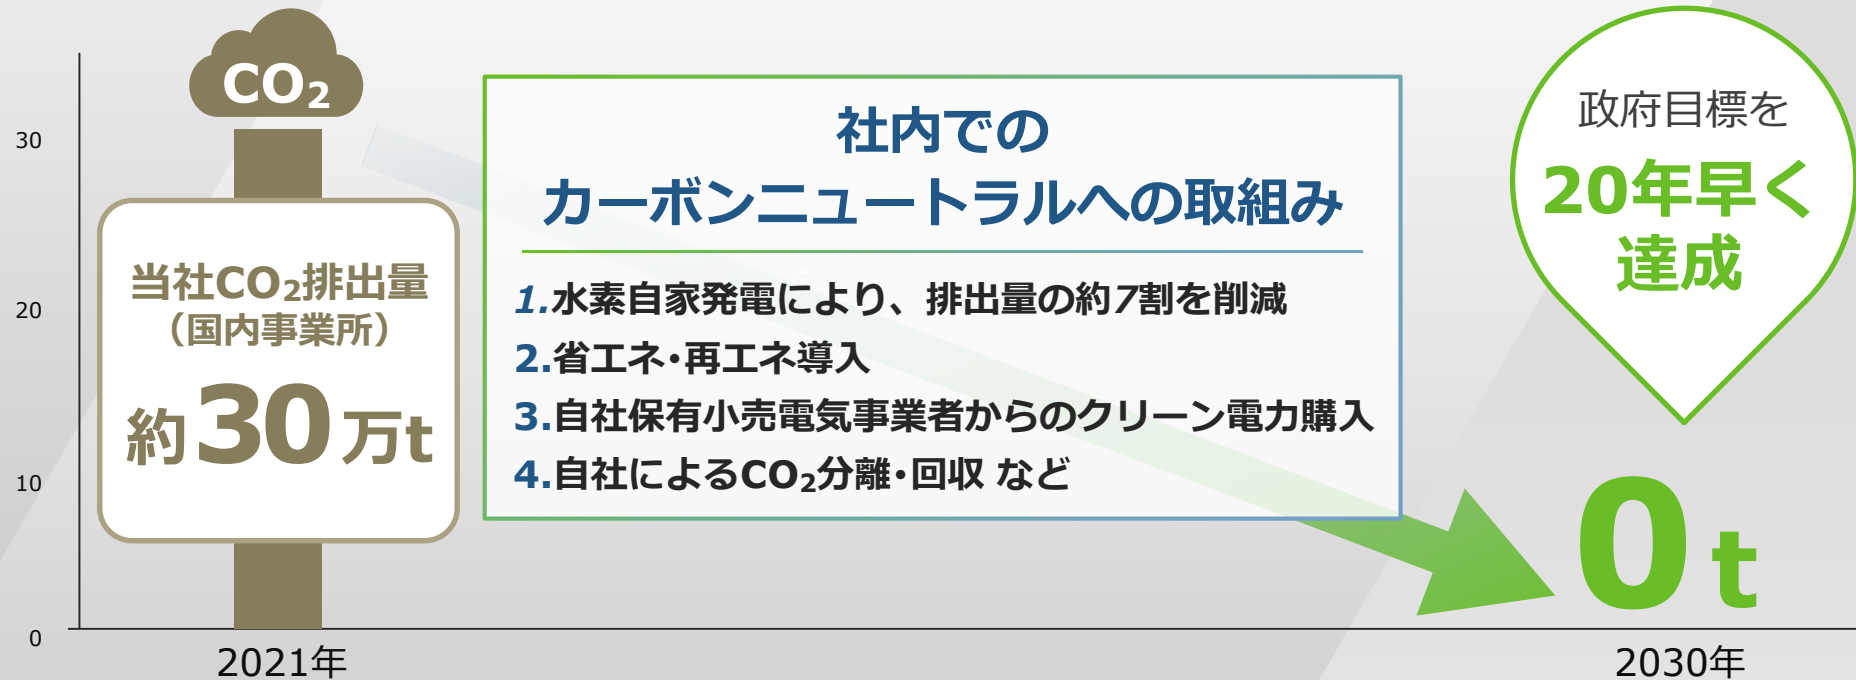 CO₂
30
20
10
0
当社CO₂排出量
（国内事業所）
約30万t
2021年
社内での
カーボンニュートラルへの取組み
1.水素自家発電により、排出量の約7割を削減
2.省エネ・再エネ導入
3.自社保有小売電気事業者からのクリーン電力購入
4.自社によるCO₂分離・回収 など
政府目標を
20年早く
達成
0t
2030年